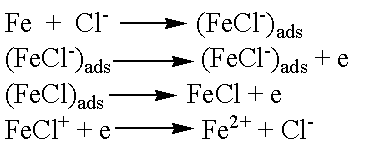 Fe + Cl⁻ ⟶ (FeCl⁻)ₐdₛ
(FeCl⁻)ₐdₛ ⟶ (FeCl⁻)ₐdₛ + e
(FeCl)ₐdₛ ⟶ FeCl + e
FeCl⁺ + e ⟶ Fe²⁺ + Cl⁻